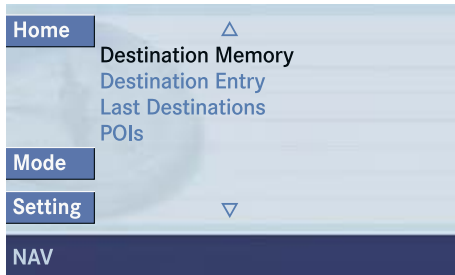 Home
Destination Memory
Destination Entry
Last Destinations
POIs
Mode
Setting
NAV